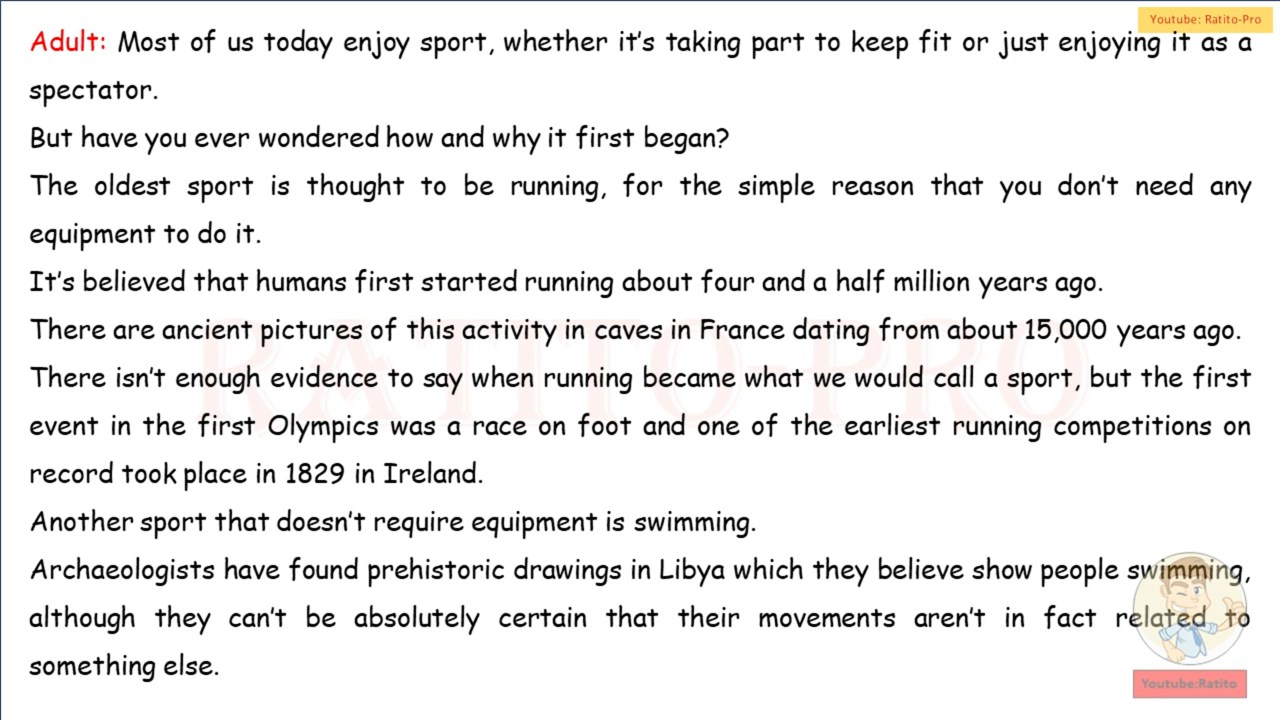 Youtube: Ratito-Pro
Adult: Most of us today enjoy sport, whether it's taking part to keep fit or just enjoying it as a
spectator.
But have you ever wondered how and why it first began?
The oldest sport is thought to be running, for the simple reason that you don't need any
equipment to do it.
It's believed that humans first started running about four and a half million years ago.
There are ancient pictures of this activity in caves in France dating from about 15,000 years ago.
There isn't enough evidence to say when running became what we would call a sport, but the first
event in the first Olympics was a race on foot and one of the earliest running competitions on
record took place in 1829 in Ireland.
Another sport that doesn't require equipment is swimming.
Archaeologists have found prehistoric drawings in Libya which they believe show people swimming,
although they can't be absolutely certain that their movements aren't in fact related to
something else.
RATITO-PRO
Youtube:Ratito